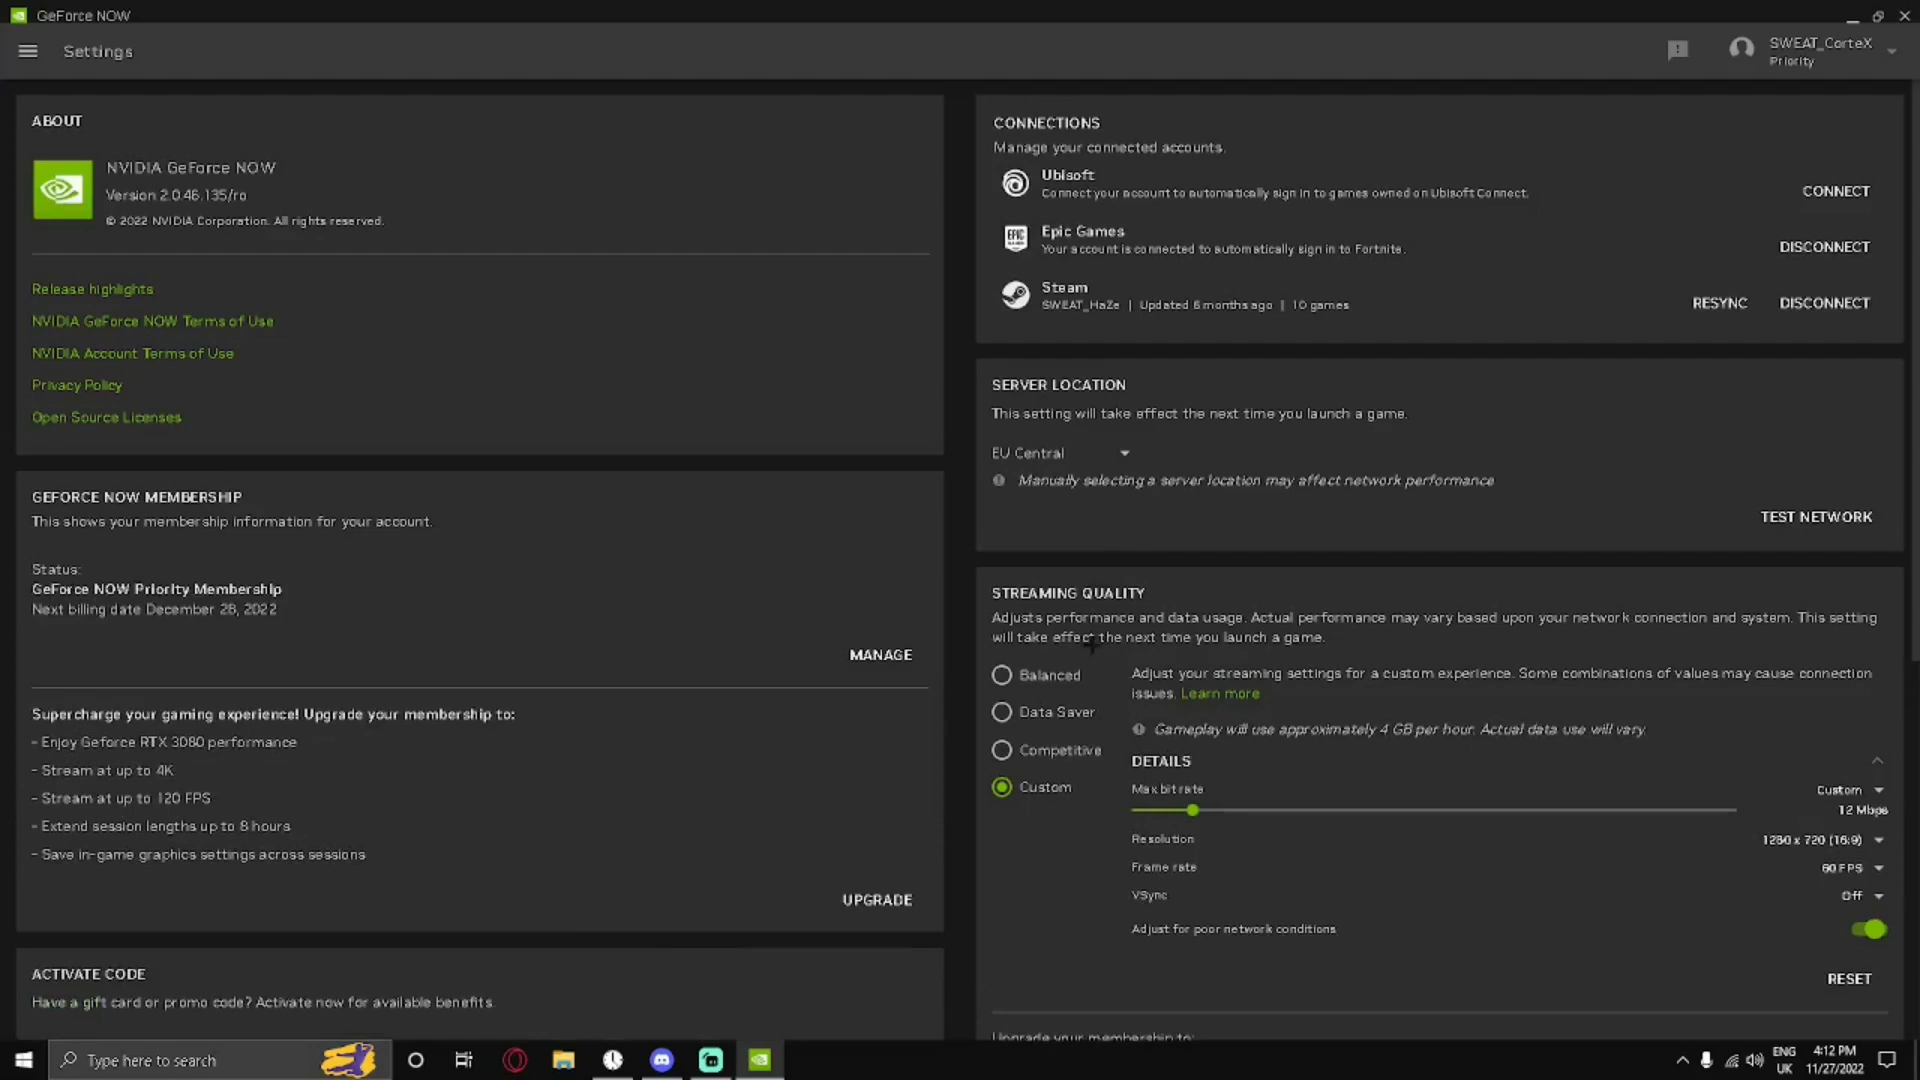 GeForce NOW
Settings
SWEAT_CorteX
Priority
ABOUT
NVIDIA GeForce NOW
Version 2.0.46.135/ro
© 2022 NVIDIA Corporation. All rights reserved.
Release highlights
NVIDIA GeForce NOW Terms of Use
NVIDIA Account Terms of Use
Privacy Policy
Open Source Licenses
GEFORCE NOW MEMBERSHIP
This shows your membership information for your account.
Status:
GeForce NOW Priority Membership
Next billing date December 28, 2022
MANAGE
Supercharge your gaming experience! Upgrade your membership to:
- Enjoy Geforce RTX 3080 performance
- Stream at up to 4K
- Stream at up to 120 FPS
- Extend session lengths up to 8 hours
- Save in-game graphics settings across sessions
UPGRADE
ACTIVATE CODE
Have a gift card or promo code? Activate now for available benefits.
CONNECTIONS
Manage your connected accounts.
Ubisoft
Connect your account to automatically sign in to games owned on Ubisoft Connect.
CONNECT
EPIC
Epic Games
Your account is connected to automatically sign in to Fortnite.
DISCONNECT
Steam
SWEAT_HaZe | Updated 6 months ago | 10 games
RESYNC DISCONNECT
SERVER LOCATION
This setting will take effect the next time you launch a game.
EU Central
Manually selecting a server location may affect network performance
TEST NETWORK
STREAMING QUALITY
Adjusts performance and data usage. Actual performance may vary based upon your network connection and system. This setting
will take effect the next time you launch a game.
Balanced
Data Saver
Competitive
Custom
Adjust your streaming settings for a custom experience. Some combinations of values may cause connection
issues. Learn more
Gameplay will use approximately 4 GB per hour. Actual data use will vary.
DETAILS
Max bit rate Custom
12 Mbps
Resolution 1280 x 720 (16:9)
Frame rate 60 FPS
VSync Off
Adjust for poor network conditions
RESET
Upgrade your membership to:
Type here to search
ENG
UK
4:12 PM
11/27/2022